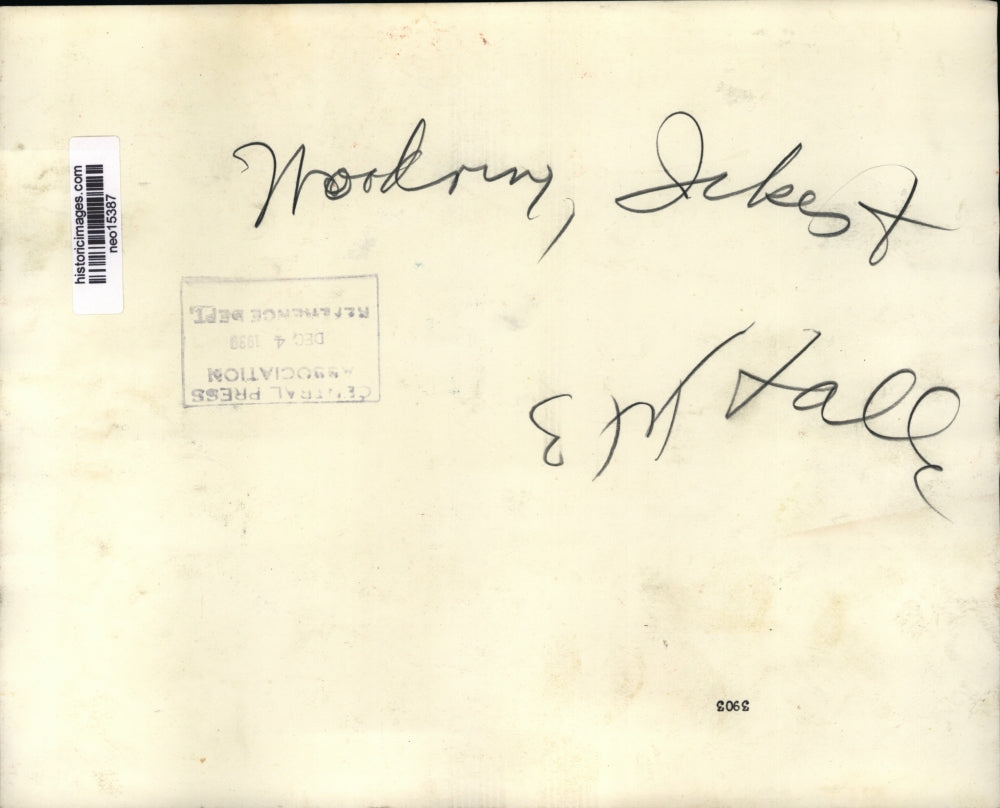 Woodring, Ickes &
Hall
historicimages.com
neo15387
CENTRAL PRESS
ASSOCIATION
DEC 4 1939
REFERENCE DEPT.
3903